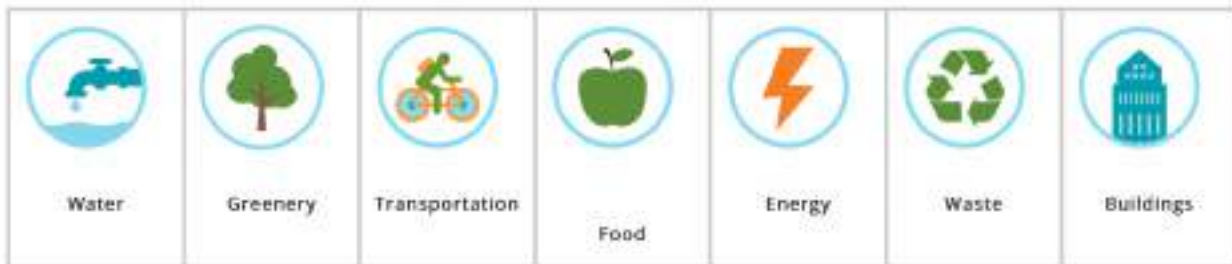 Water
Greenery
Transportation
Food
Energy
Waste
Buildings